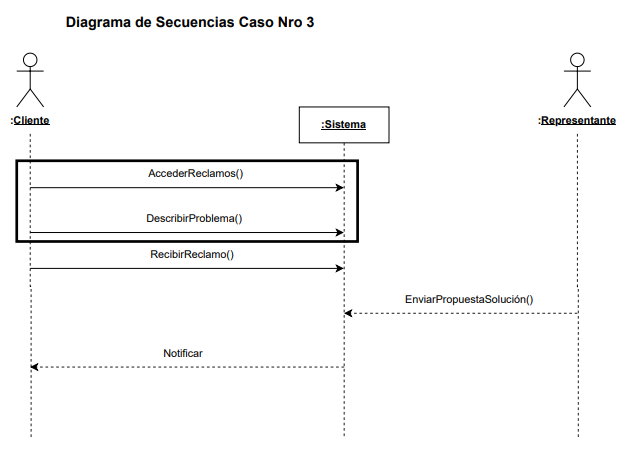 Diagrama de Secuencias Caso Nro 3
:Cliente
:Sistema
:Representante
AccederReclamos()
DescribirProblema()
RecibirReclamo()
EnviarPropuestaSolución()
Notificar